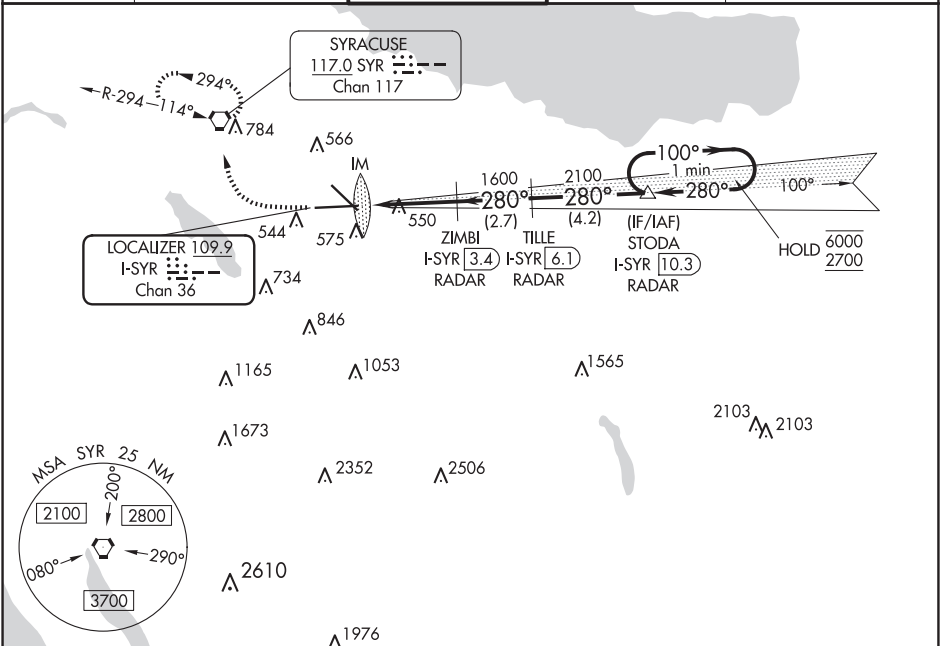 SYRACUSE
117.0 SYR
Chan 117
294°
R-294
114°
784
566
IM
1600
2100
100°
1 min
280°
280°
280°
100°
(2.7)
(4.2)
(IF/IAF)
550
544
575
ZIMBI
I-SYR 3.4
RADAR
TILLE
I-SYR 6.1
RADAR
STODA
I-SYR 10.3
RADAR
HOLD 6000
2700
LOCALIZER 109.9
I-SYR
Chan 36
734
846
1165
1053
1565
1673
2103
2103
2352
2506
MSA SYR 25 NM
200°
2100
2800
080°
290°
3700
2610
1976